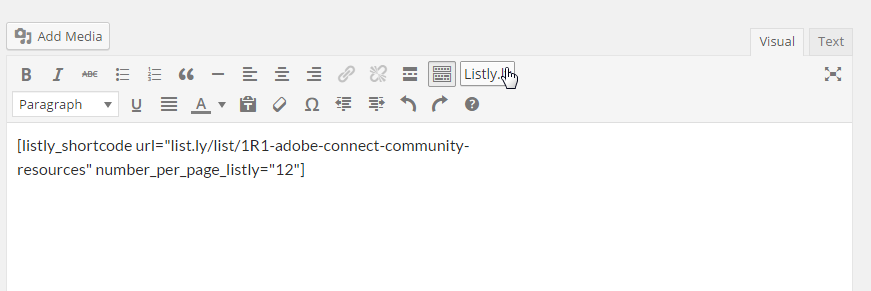 Add Media
Visual
Text
B I ABC
Listly.
Paragraph U A Ω ?
[listly_shortcode url="list.ly/list/1R1-adobe-connect-community-
resources" number_per_page_listly="12"]